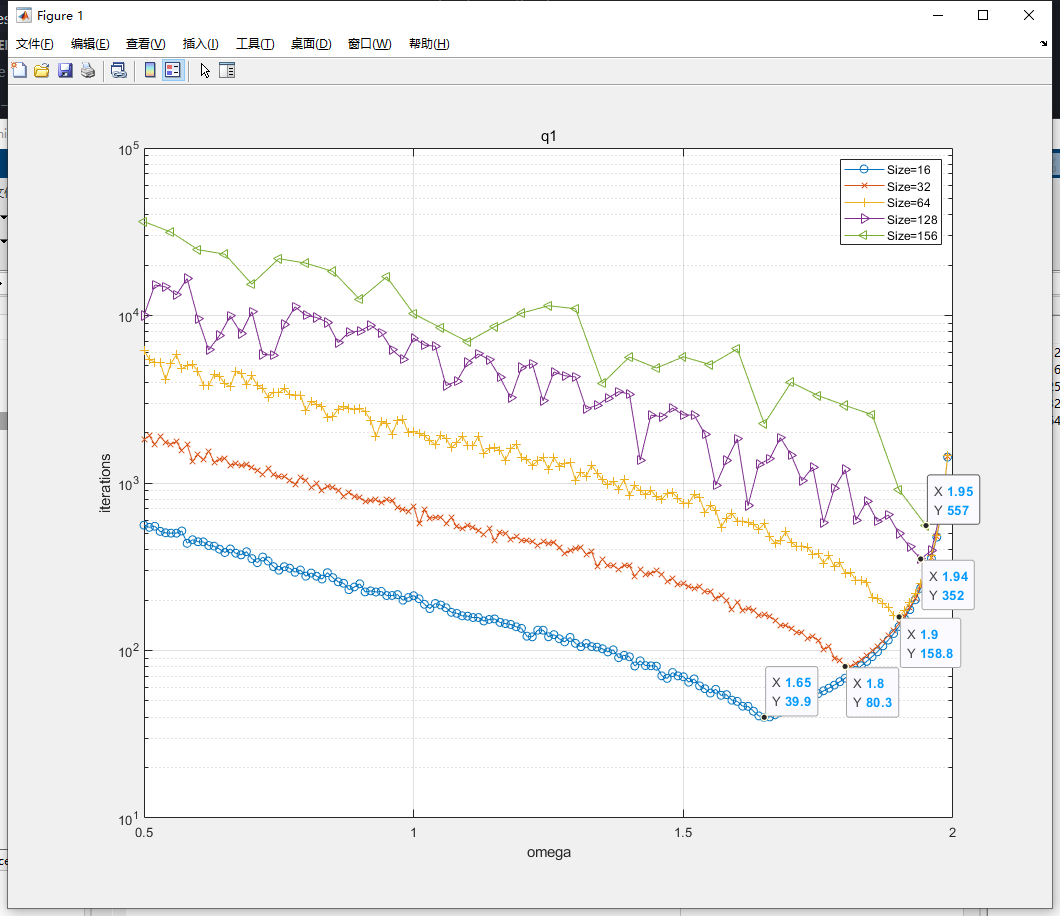 Figure 1
文件(F) 编辑(E) 查看(V) 插入(I) 工具(T) 桌面(D) 窗口(W) 帮助(H)
q1
10^5
10^4
10^3
10^2
10^1
iterations
0.5 1 1.5 2
omega
Size=16
Size=32
Size=64
Size=128
Size=156
X 1.95
Y 557
X 1.94
Y 352
X 1.9
Y 158.8
X 1.65
Y 39.9
X 1.8
Y 80.3